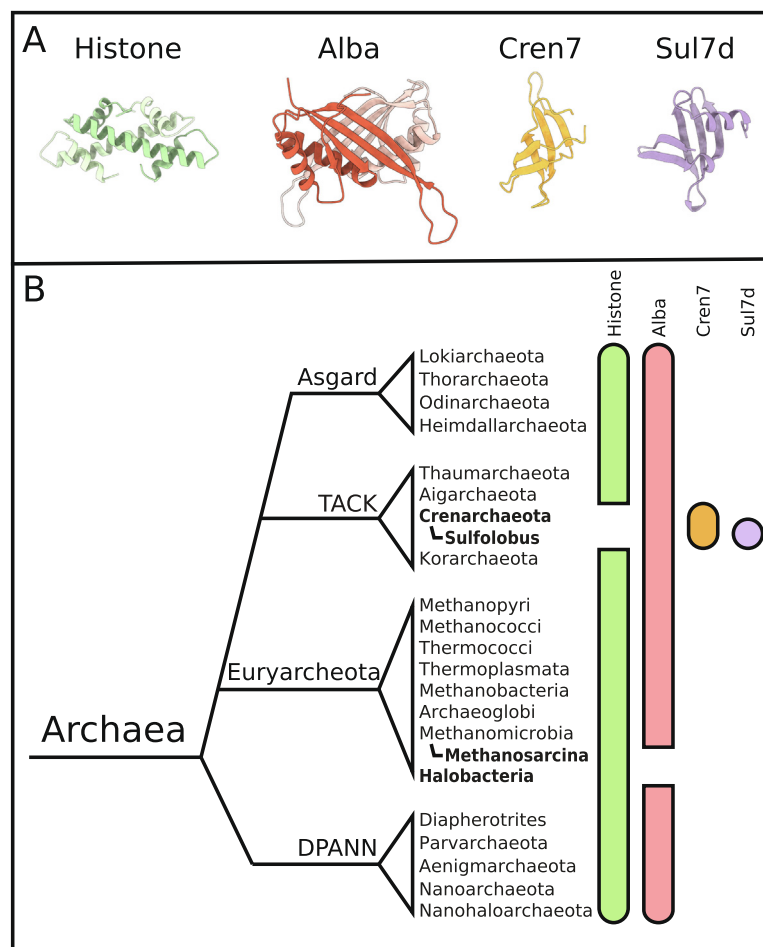 A
Histone
Alba
Cren7
Sul7d
B
Histone
Alba
Cren7
Sul7d
Archaea
Asgard
Lokiarchaeota
Thorarchaeota
Odinarchaeota
Heimdallarchaeota
TACK
Thaumarchaeota
Aigarchaeota
Crenarchaeota
Sulfolobus
Korarchaeota
Euryarcheota
Methanopyri
Methanococci
Thermococci
Thermoplasmata
Methanobacteria
Archaeoglobi
Methanomicrobia
Methanosarcina
Halobacteria
DPANN
Diapherotrites
Parvarchaeota
Aenigmarchaeota
Nanoarchaeota
Nanohaloarchaeota